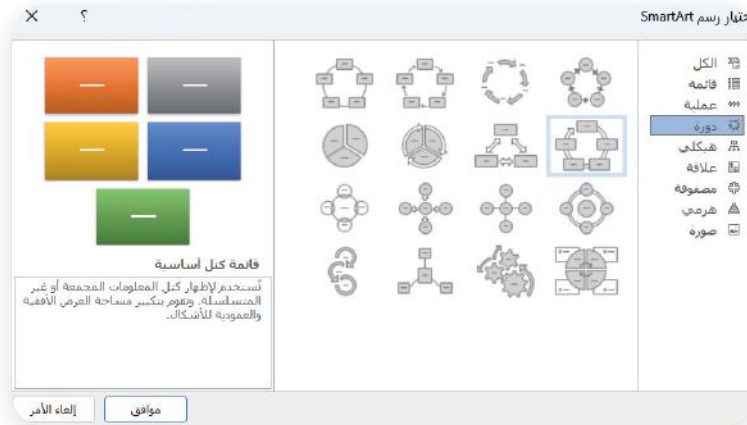 ختيار رسم SmartArt
؟
الكل
قائمة
عملية
دورة
هيكلي
علاقة
مصفوفة
هرمي
صورة
قائمة كتل أساسية
تُستخدم لإظهار كتل المعلومات المجمعة أو غير
المتسلسلة. وتقوم بتكبير مساحة العرض الأفقية
والعمودية للأشكال.
موافق
إلغاء الأمر